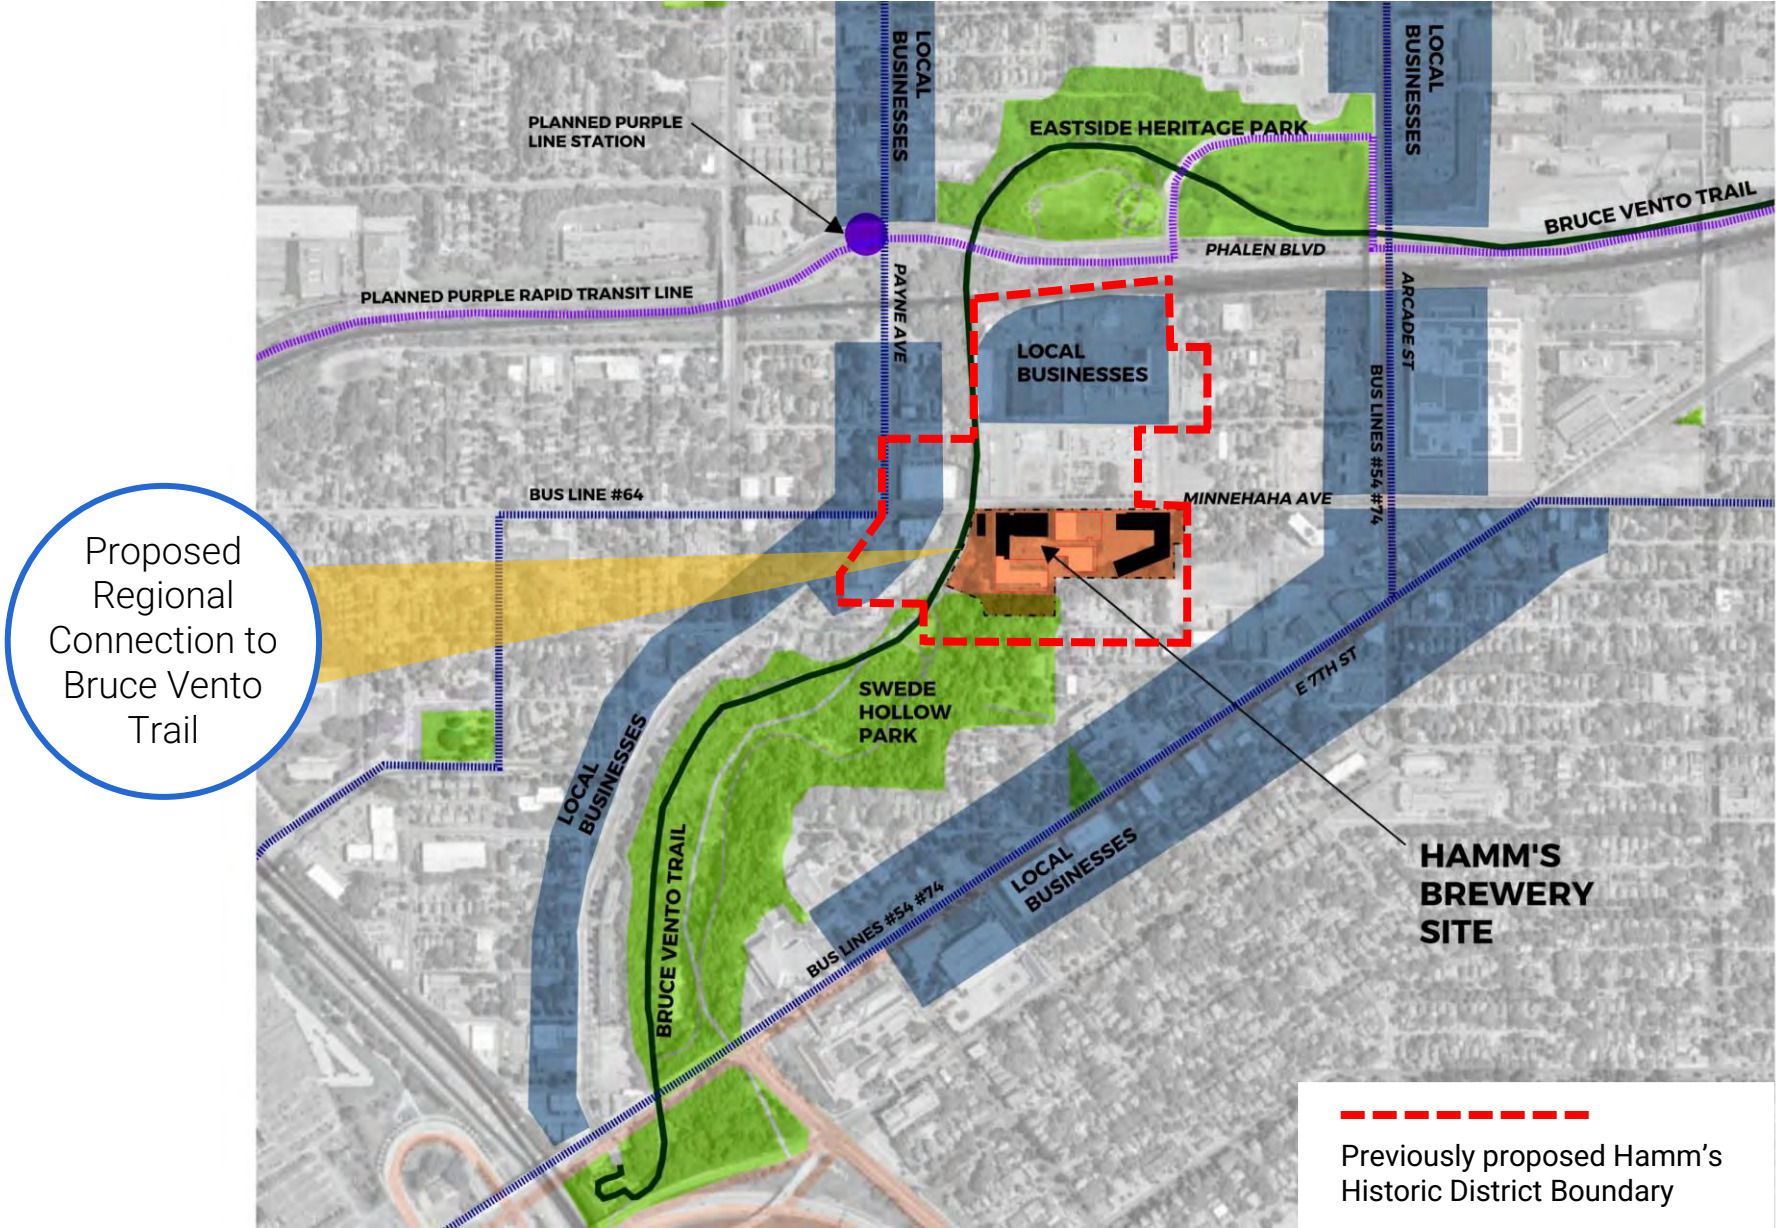 LOCAL
BUSINESSES
LOCAL
BUSINESSES
PLANNED PURPLE
LINE STATION
EASTSIDE HERITAGE PARK
BRUCE VENTO TRAIL
PHALEN BLVD
PLANNED PURPLE RAPID TRANSIT LINE
PAYNE AVE
ARCADE ST
LOCAL
BUSINESSES
BUS LINES #54 #74
BUS LINE #64
MINNEHAHA AVE
Proposed
Regional
Connection to
Bruce Vento
Trail
E 7TH ST
SWEDE
HOLLOW
PARK
LOCAL
BUSINESSES
BRUCE VENTO TRAIL
LOCAL
BUSINESSES
BUS LINES #54 #74
HAMM'S
BREWERY
SITE
Previously proposed Hamm's
Historic District Boundary